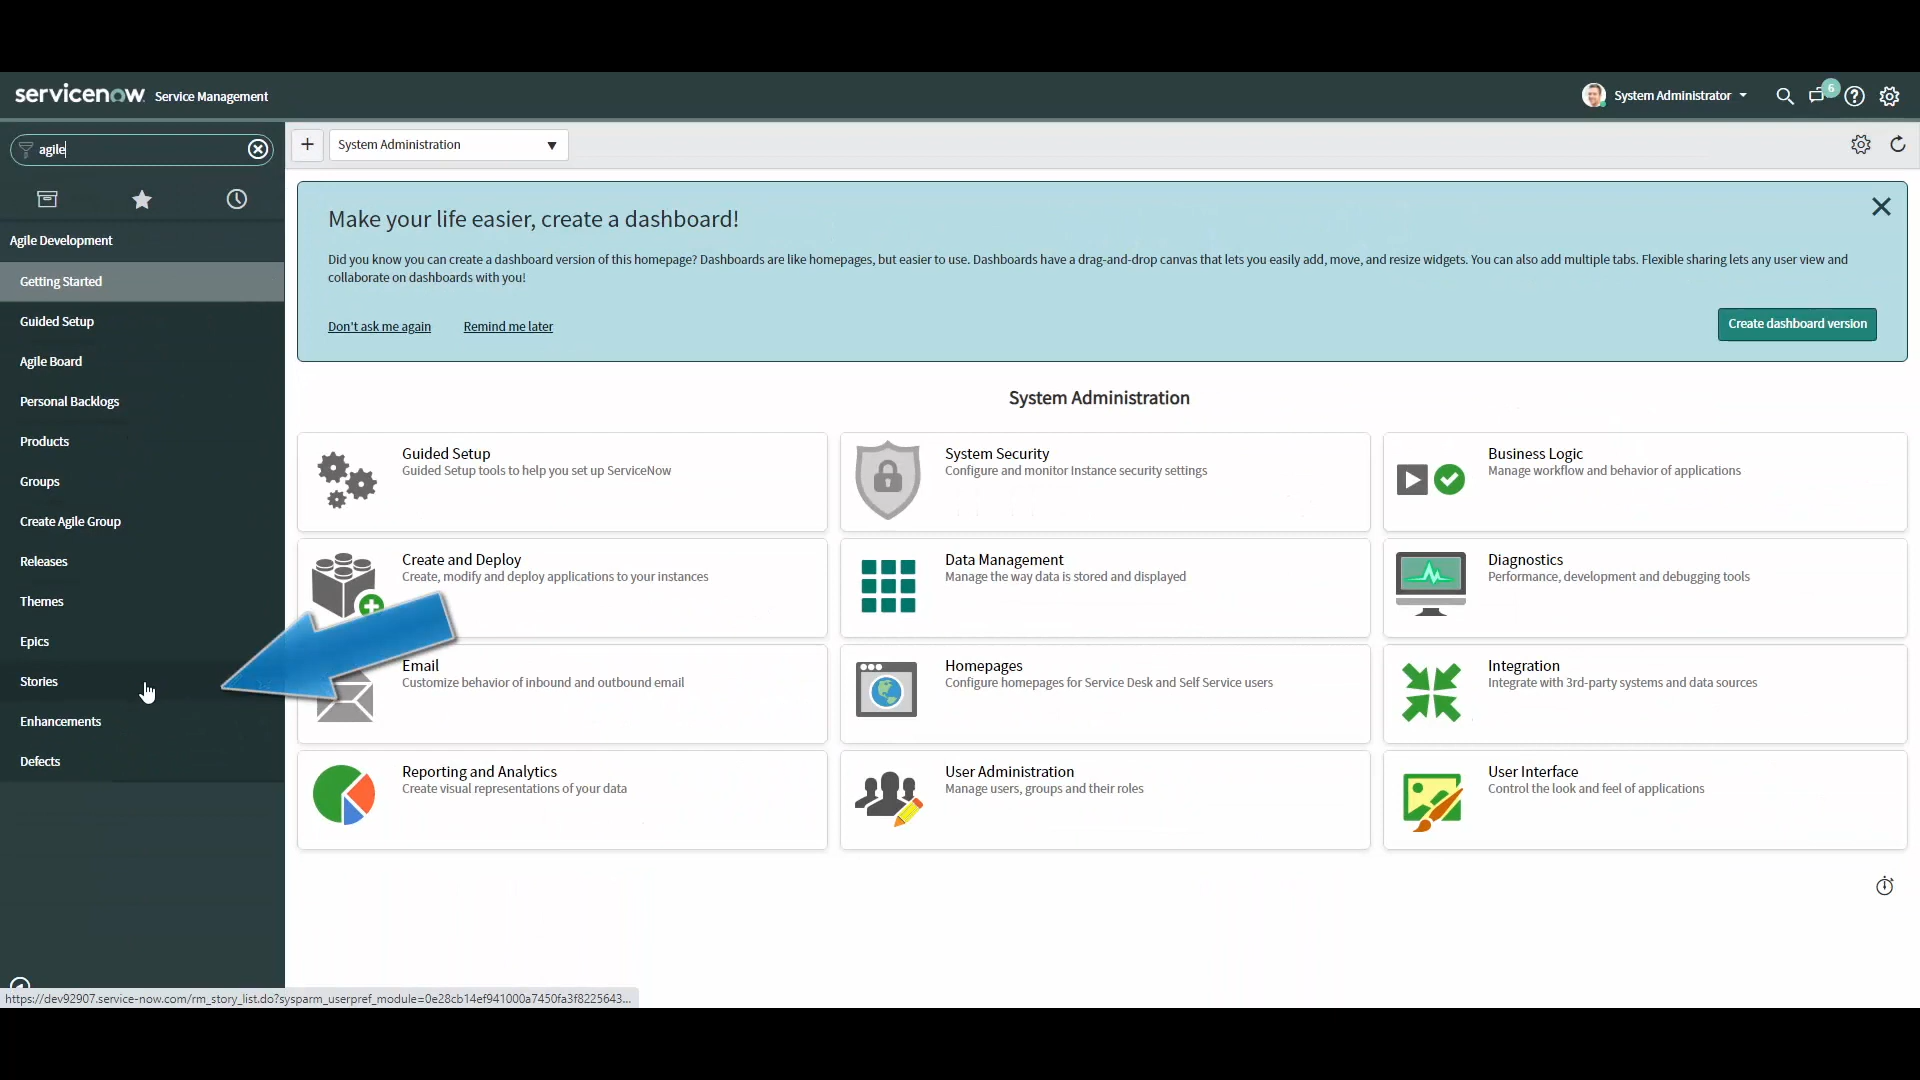 servicenow. Service Management
System Administrator
6
agile
System Administration
Agile Development
Getting Started
Guided Setup
Agile Board
Personal Backlogs
Products
Groups
Create Agile Group
Releases
Themes
Epics
Stories
Enhancements
Defects
Make your life easier, create a dashboard!
Did you know you can create a dashboard version of this homepage? Dashboards are like homepages, but easier to use. Dashboards have a drag-and-drop canvas that lets you easily add, move, and resize widgets. You can also add multiple tabs. Flexible sharing lets any user view and
collaborate on dashboards with you!
Don't ask me again
Remind me later
Create dashboard version
System Administration
Guided Setup
Guided Setup tools to help you set up ServiceNow
System Security
Configure and monitor Instance security settings
Business Logic
Manage workflow and behavior of applications
Create and Deploy
Create, modify and deploy applications to your instances
Data Management
Manage the way data is stored and displayed
Diagnostics
Performance, development and debugging tools
Email
Customize behavior of inbound and outbound email
Homepages
Configure homepages for Service Desk and Self Service users
Integration
Integrate with 3rd-party systems and data sources
Reporting and Analytics
Create visual representations of your data
User Administration
Manage users, groups and their roles
User Interface
Control the look and feel of applications
https://dev92907.service-now.com/rm_story_list.do?sysparm_userpref_module=0e28cb14ef941000a7450fa3f8225643...